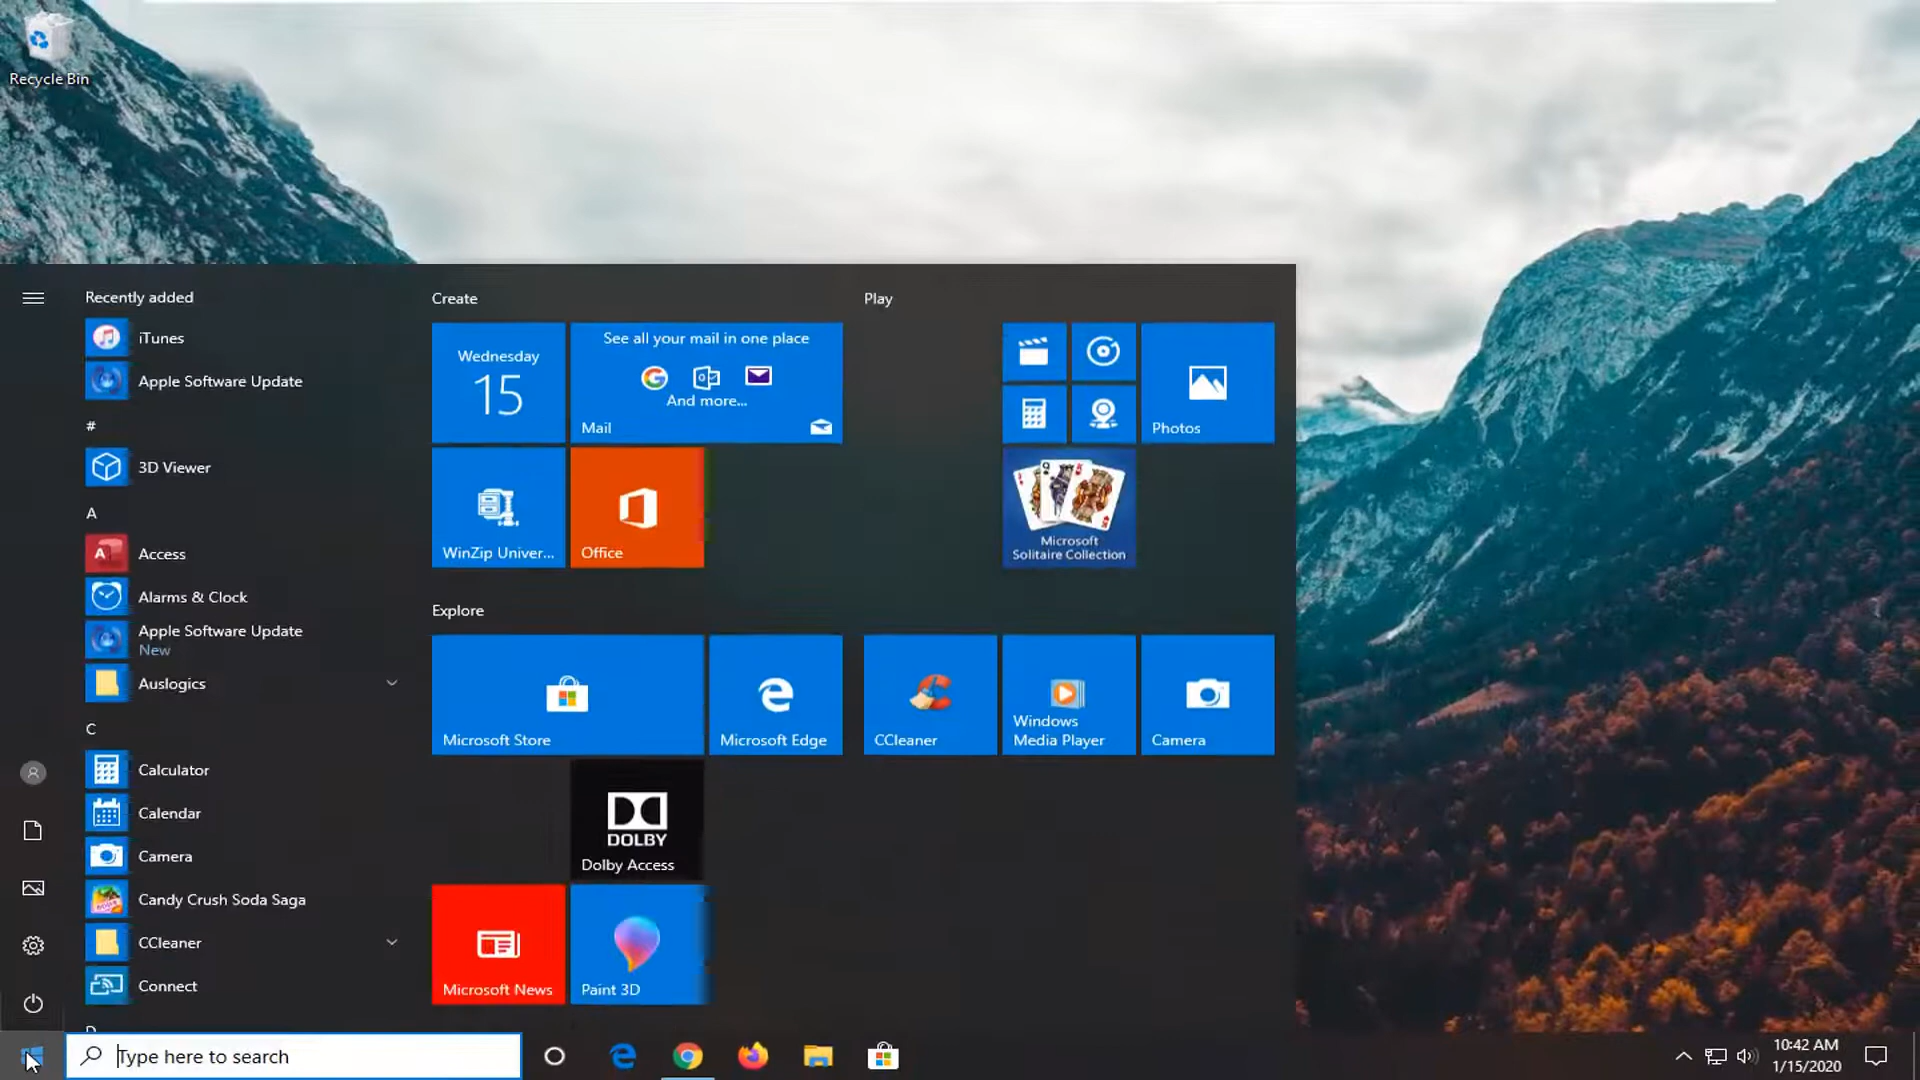 Recycle Bin
Recently added
iTunes
Apple Software Update
#
3D Viewer
A
Access
Alarms & Clock
Apple Software Update
New
Auslogics
C
Calculator
Calendar
Camera
Candy Crush Soda Saga
CCleaner
Connect
Create
Wednesday
15
See all your mail in one place
And more...
Mail
WinZip Univer...
Office
Explore
Microsoft Store
Microsoft Edge
DOLBY
Dolby Access
Microsoft News
Paint 3D
Play
Photos
Microsoft
Solitaire Collection
CCleaner
Windows
Media Player
Camera
Type here to search
10:42 AM
1/15/2020